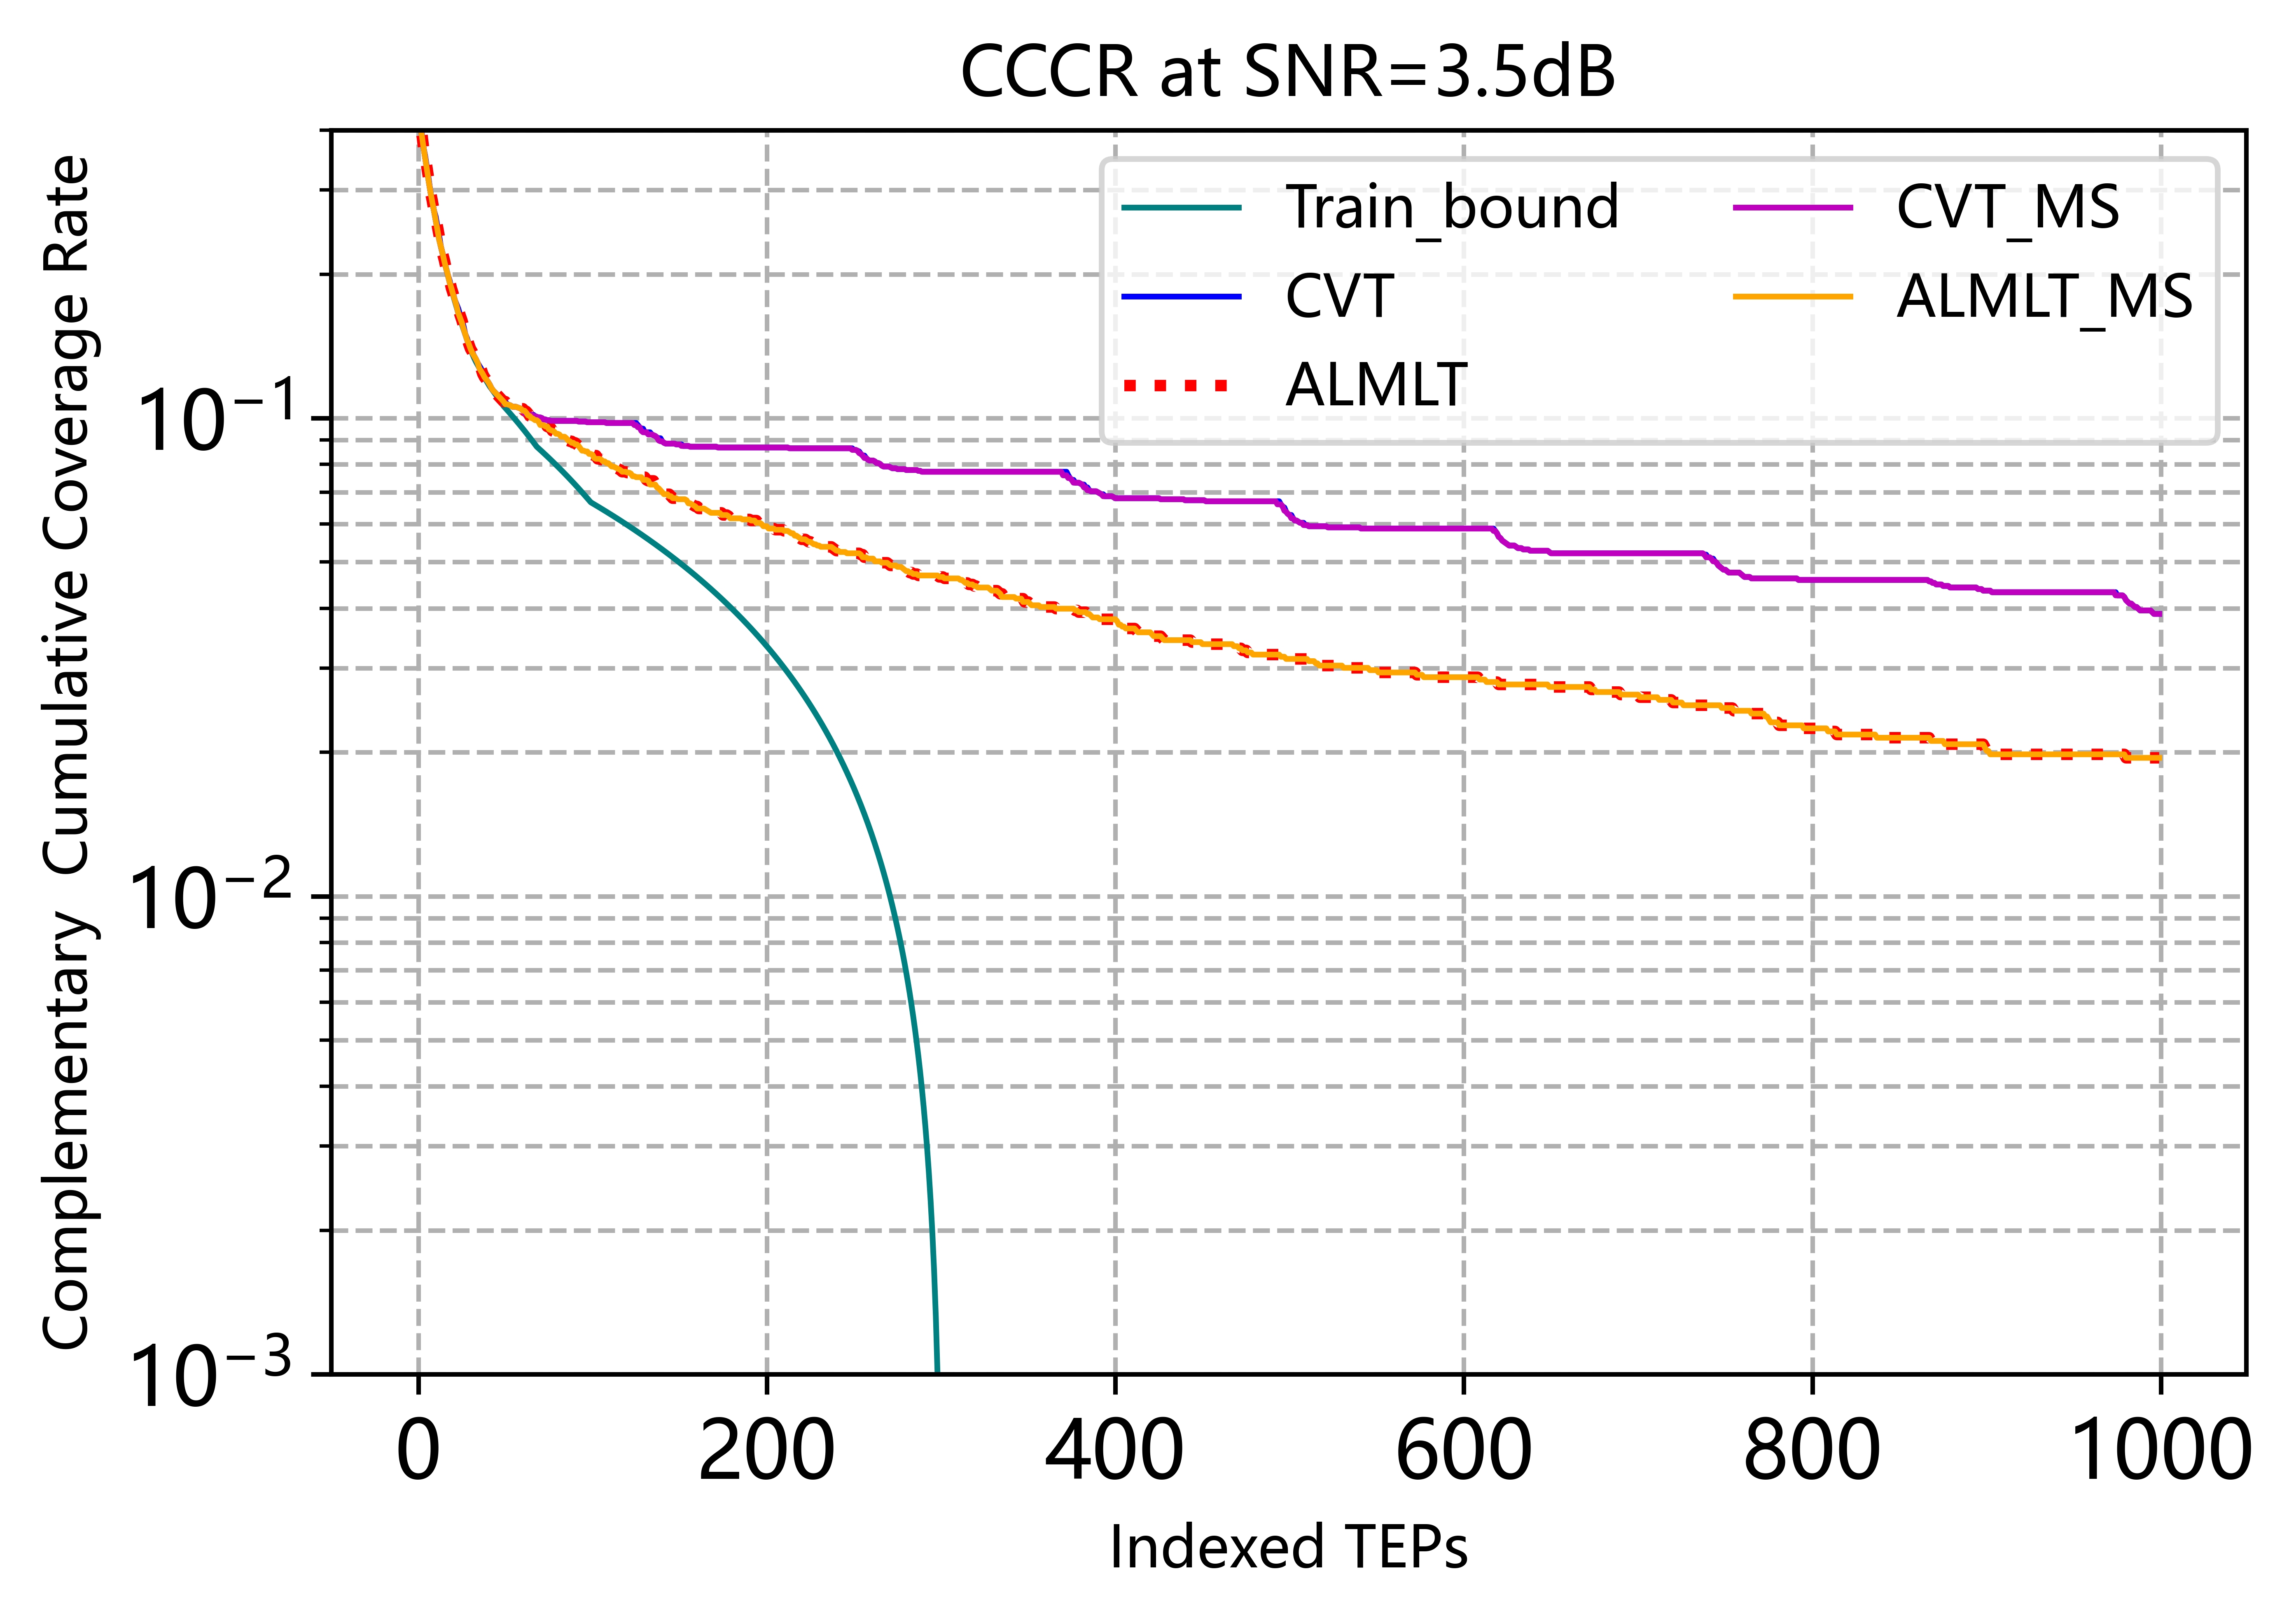 CCCR at SNR=3.5dB
Complementary  Cumulative Coverage Rate
10⁻¹
10⁻²
10⁻³
Train_bound
CVT
ALMLT
CVT_MS
ALMLT_MS
0 200 400 600 800 1000
Indexed TEPs